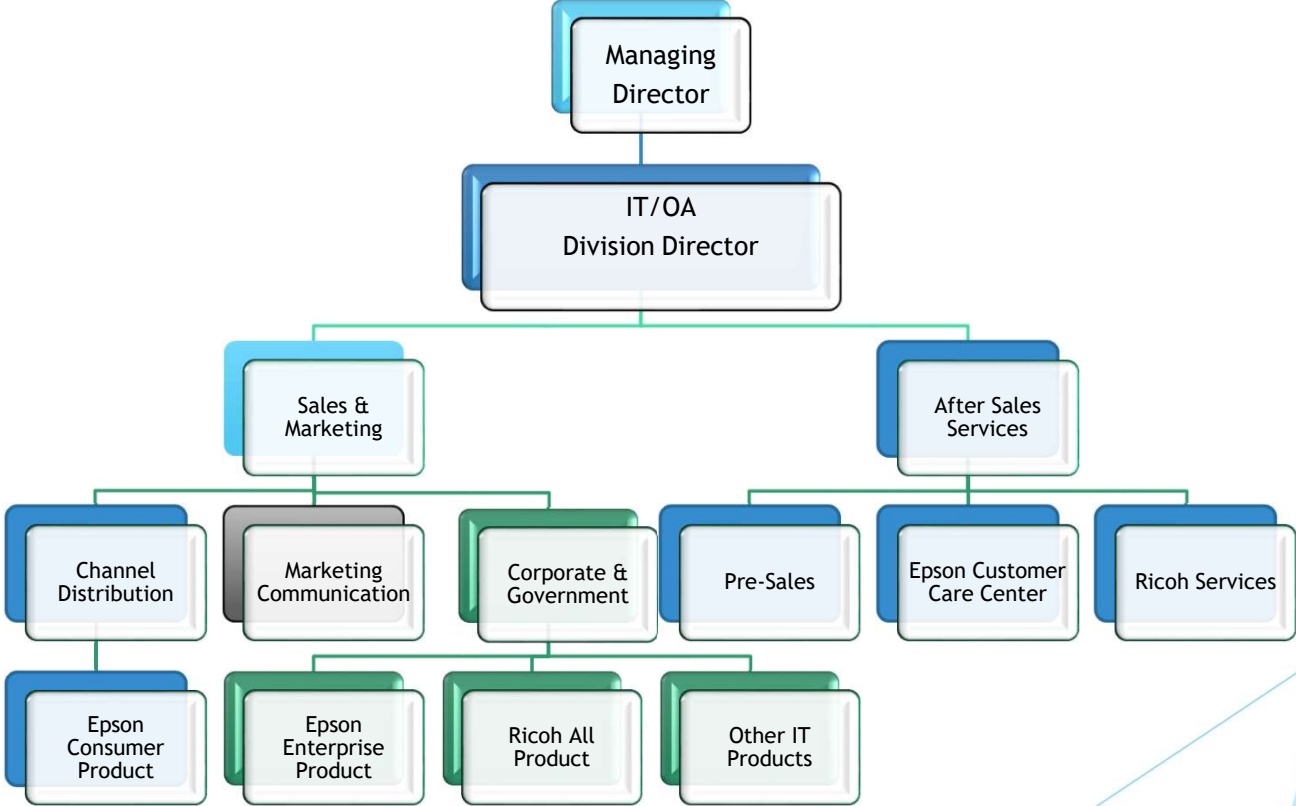 Managing
Director
IT/OA
Division Director
Sales &
Marketing
After Sales
Services
Channel
Distribution
Marketing
Communication
Corporate &
Government
Pre-Sales
Epson Customer
Care Center
Ricoh Services
Epson
Consumer
Product
Epson
Enterprise
Product
Ricoh All
Product
Other IT
Products